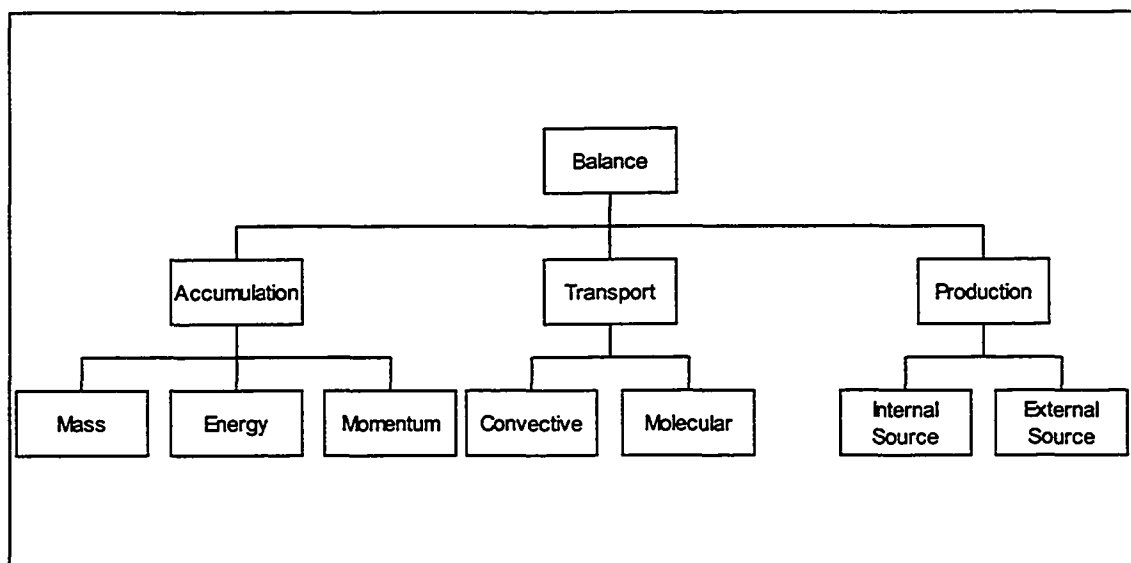 Balance
Accumulation
Transport
Production
Mass
Energy
Momentum
Convective
Molecular
Internal
Source
External
Source